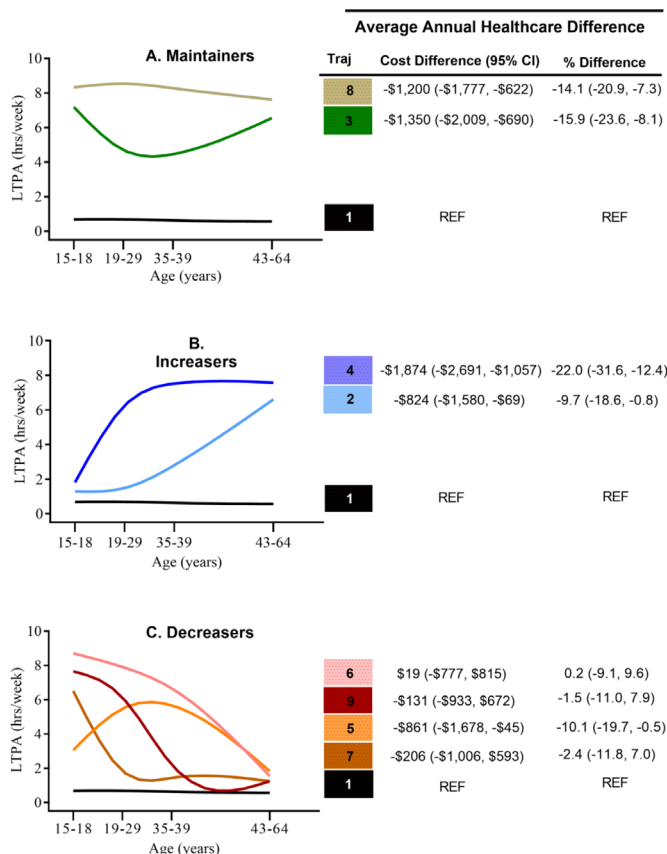 Average Annual Healthcare Difference
A. Maintainers
Traj Cost Difference (95% CI) % Difference
10
8
6
4
2
0
LTPA (hrs/week)
15-18 19-29 35-39 43-64
Age (years)
8 -$1,200 (-$1,777, -$622) -14.1 (-20.9, -7.3)
3 -$1,350 (-$2,009, -$690) -15.9 (-23.6, -8.1)
1 REF REF
B.
Increasers
10
8
6
4
2
0
LTPA (hrs/week)
15-18 19-29 35-39 43-64
Age (years)
4 -$1,874 (-$2,691, -$1,057) -22.0 (-31.6, -12.4)
2 -$824 (-$1,580, -$69) -9.7 (-18.6, -0.8)
1 REF REF
C. Decreasers
10
8
6
4
2
0
LTPA (hrs/week)
15-18 19-29 35-39 43-64
Age (years)
6 $19 (-$777, $815) 0.2 (-9.1, 9.6)
9 -$131 (-$933, $672) -1.5 (-11.0, 7.9)
5 -$861 (-$1,678, -$45) -10.1 (-19.7, -0.5)
7 -$206 (-$1,006, $593) -2.4 (-11.8, 7.0)
1 REF REF